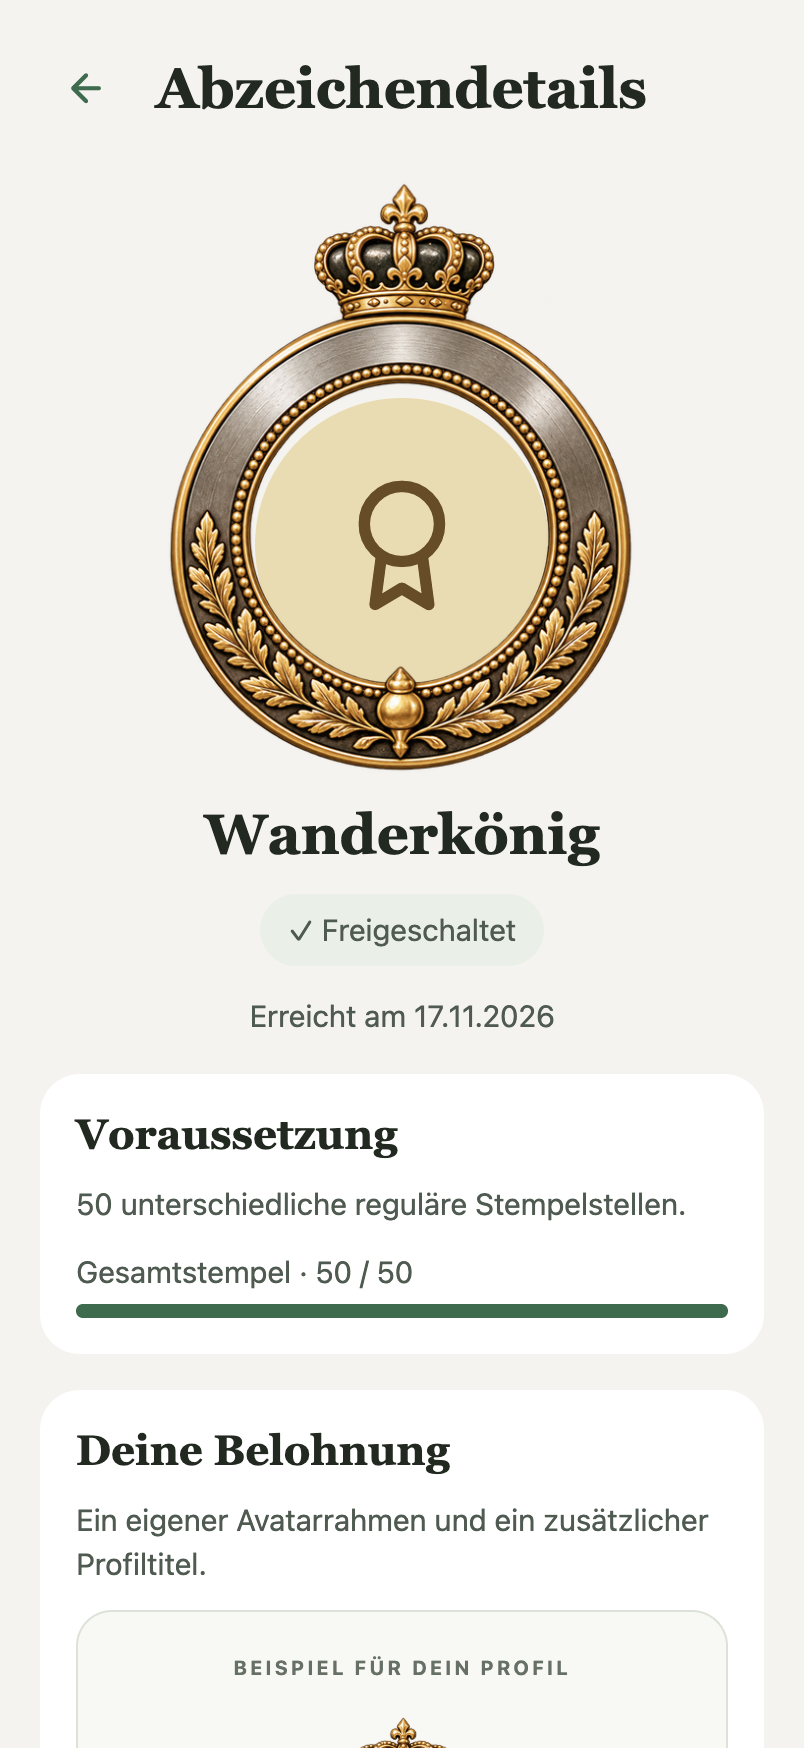 Abzeichendetails
Wanderkönig
✓ Freigeschaltet
Erreicht am 17.11.2026
Voraussetzung
50 unterschiedliche reguläre Stempelstellen.
Gesamtstempel · 50 / 50
Deine Belohnung
Ein eigener Avatarrahmen und ein zusätzlicher
Profiltitel.
BEISPIEL FÜR DEIN PROFIL